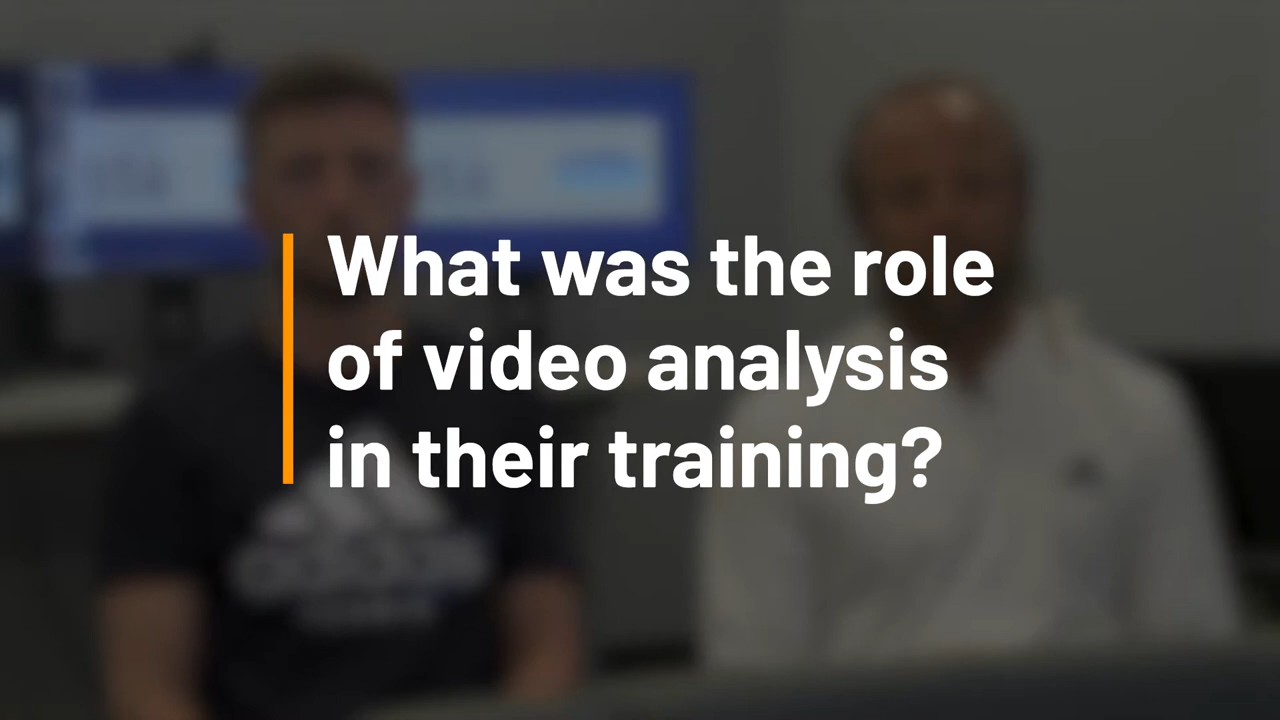 What was the role
of video analysis
in their training?